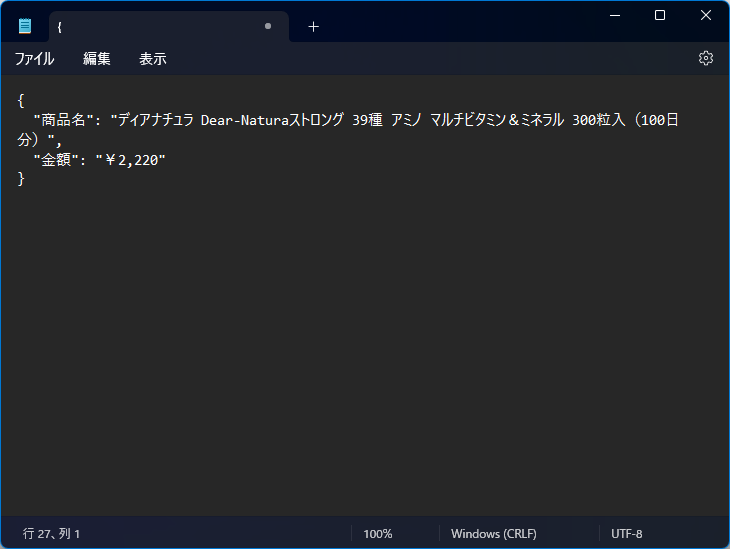 {
ファイル 編集 表示
{
"商品名": "ディアナチュラ Dear-Naturaストロング 39種 アミノ マルチビタミン＆ミネラル 300粒入（100日
分）",
"金額": "￥2,220"
}
行 27、列 1 100% Windows (CRLF) UTF-8